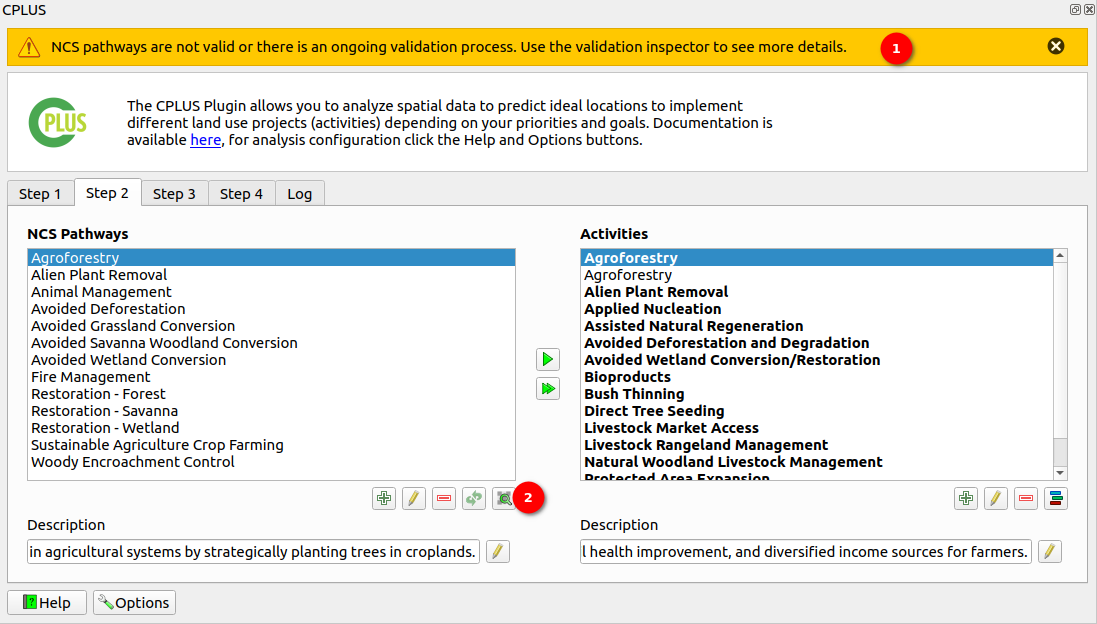 CPLUS
NCS pathways are not valid or there is an ongoing validation process. Use the validation inspector to see more details.
1
CPLUS
The CPLUS Plugin allows you to analyze spatial data to predict ideal locations to implement
different land use projects (activities) depending on your priorities and goals. Documentation is
available here, for analysis configuration click the Help and Options buttons.
Step 1
Step 2
Step 3
Step 4
Log
NCS Pathways
Agroforestry
Alien Plant Removal
Animal Management
Avoided Deforestation
Avoided Grassland Conversion
Avoided Savanna Woodland Conversion
Avoided Wetland Conversion
Fire Management
Restoration - Forest
Restoration - Savanna
Restoration - Wetland
Sustainable Agriculture Crop Farming
Woody Encroachment Control
2
Description
in agricultural systems by strategically planting trees in croplands.
Activities
Agroforestry
Agroforestry
Alien Plant Removal
Applied Nucleation
Assisted Natural Regeneration
Avoided Deforestation and Degradation
Avoided Wetland Conversion/Restoration
Bioproducts
Bush Thinning
Direct Tree Seeding
Livestock Market Access
Livestock Rangeland Management
Natural Woodland Livestock Management
Protected Area Expansion
Description
l health improvement, and diversified income sources for farmers.
? Help
Options